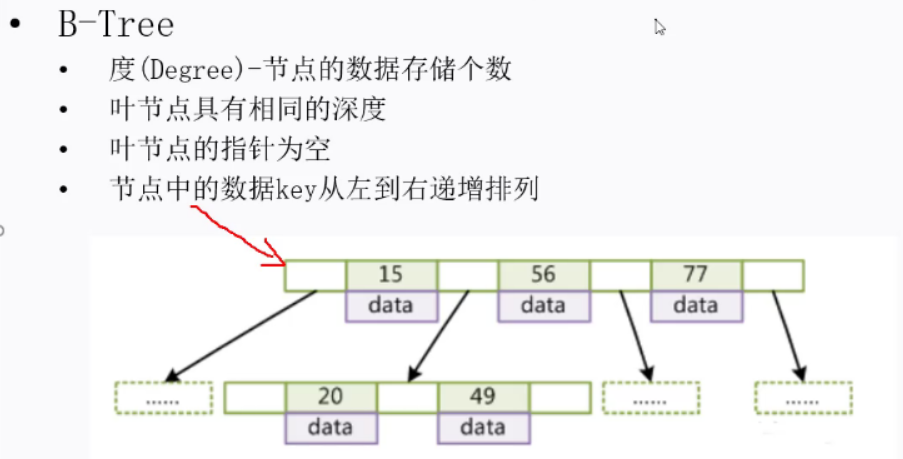 • B-Tree
• 度(Degree)-节点的数据存储个数
• 叶节点具有相同的深度
• 叶节点的指针为空
• 节点中的数据key从左到右递增排列
15 56 77
data data data
...... 20 49 ...... ......
data data